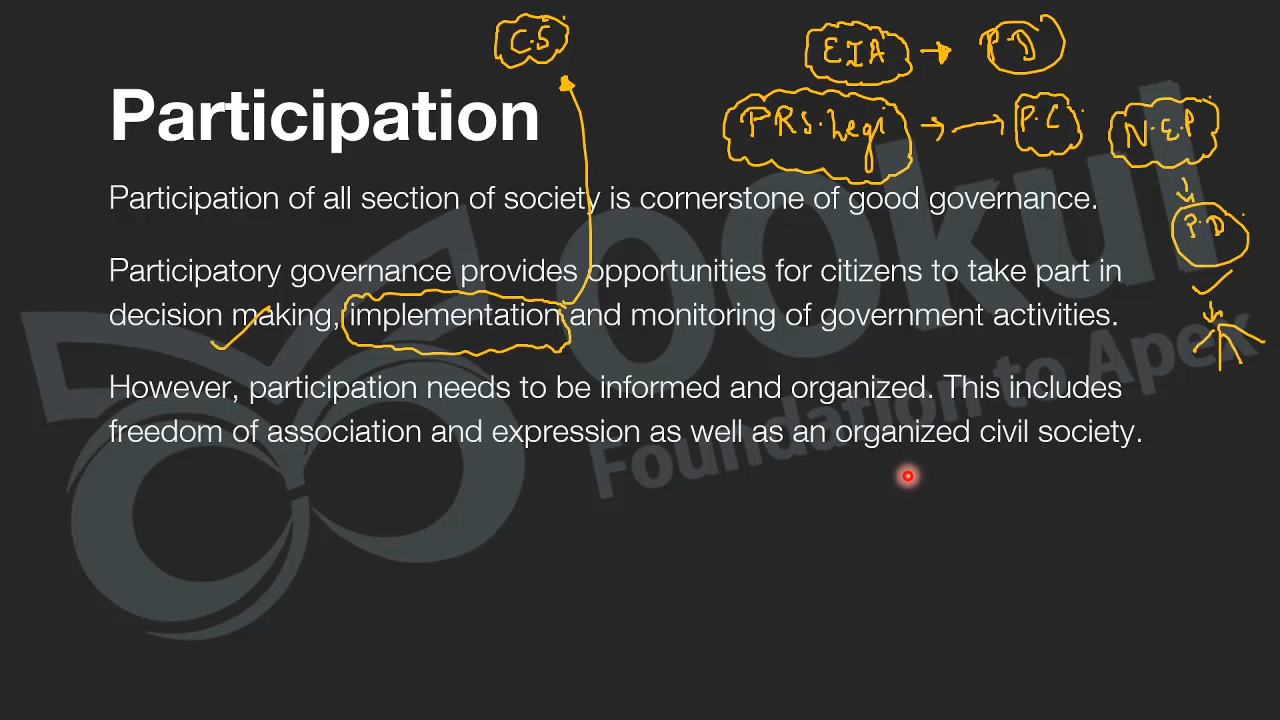 C.S
EIA → P.D
PRS.Legi → → P.C
N.E.P
P.D
Participation
Participation of all section of society is cornerstone of good governance.
Participatory governance provides opportunities for citizens to take part in
decision making, implementation and monitoring of government activities.
However, participation needs to be informed and organized. This includes
freedom of association and expression as well as an organized civil society.
OOkul
Foundation to Apex